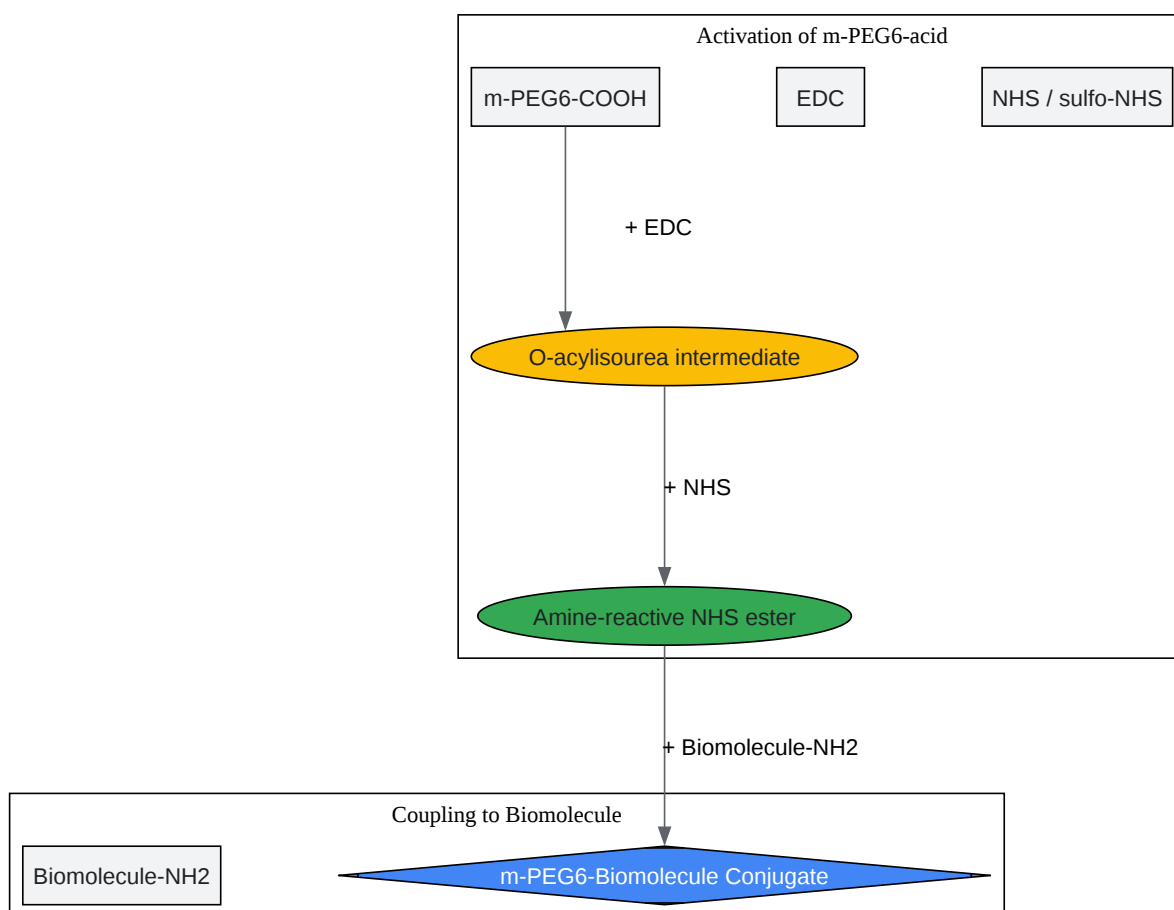 Activation of m-PEG6-acid
m-PEG6-COOH
EDC
NHS / sulfo-NHS
+ EDC
O-acylisourea intermediate
+ NHS
Amine-reactive NHS ester
+ Biomolecule-NH2
Coupling to Biomolecule
Biomolecule-NH2
m-PEG6-Biomolecule Conjugate